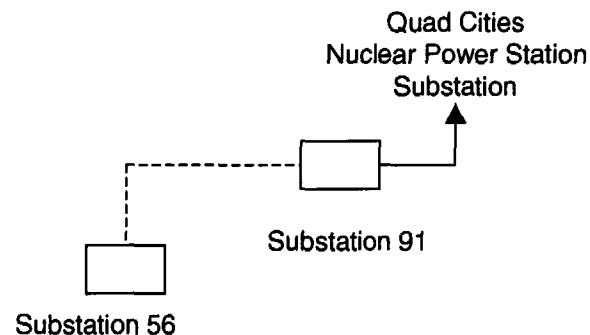 Quad Cities
Nuclear Power Station
Substation
Substation 91
Substation 56